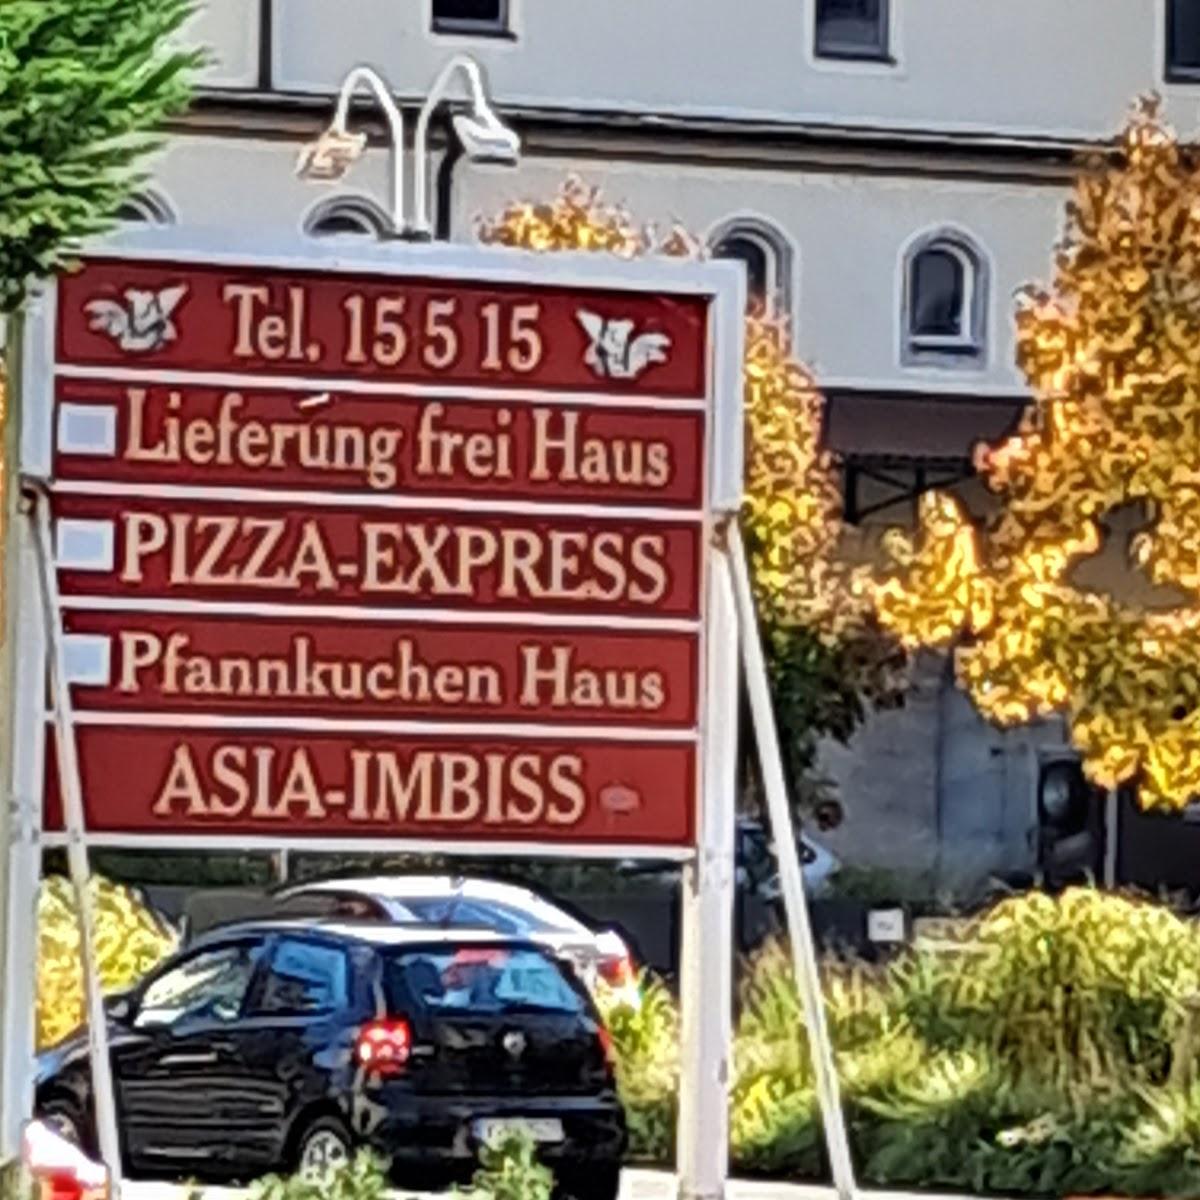 Tel. 15 5 15
Lieferung frei Haus
PIZZA-EXPRESS
Pfannkuchen Haus
ASIA-IMBISS